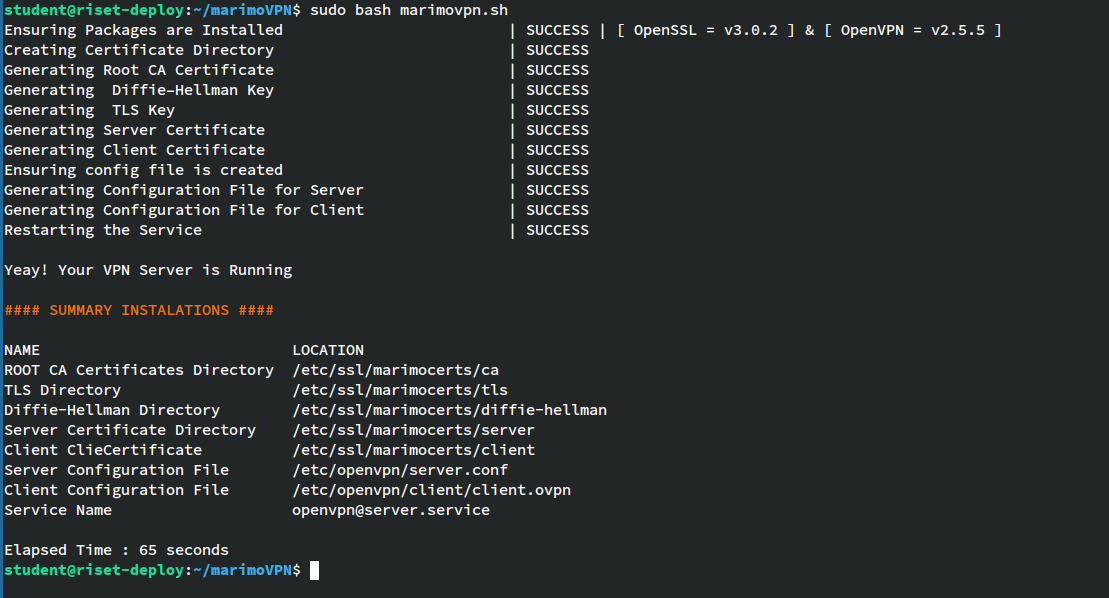 student@riset-deploy:~/marimoVPN$ sudo bash marimovpn.sh
Ensuring Packages are Installed | SUCCESS | [ OpenSSL = v3.0.2 ] & [ OpenVPN = v2.5.5 ]
Creating Certificate Directory | SUCCESS
Generating Root CA Certificate | SUCCESS
Generating  Diffie-Hellman Key | SUCCESS
Generating  TLS Key | SUCCESS
Generating Server Certificate | SUCCESS
Generating Client Certificate | SUCCESS
Ensuring config file is created | SUCCESS
Generating Configuration File for Server | SUCCESS
Generating Configuration File for Client | SUCCESS
Restarting the Service | SUCCESS
Yeay! Your VPN Server is Running
#### SUMMARY INSTALATIONS ####
NAME LOCATION
ROOT CA Certificates Directory /etc/ssl/marimocerts/ca
TLS Directory /etc/ssl/marimocerts/tls
Diffie-Hellman Directory /etc/ssl/marimocerts/diffie-hellman
Server Certificate Directory /etc/ssl/marimocerts/server
Client ClieCertificate /etc/ssl/marimocerts/client
Server Configuration File /etc/openvpn/server.conf
Client Configuration File /etc/openvpn/client/client.ovpn
Service Name openvpn@server.service
Elapsed Time : 65 seconds
student@riset-deploy:~/marimoVPN$